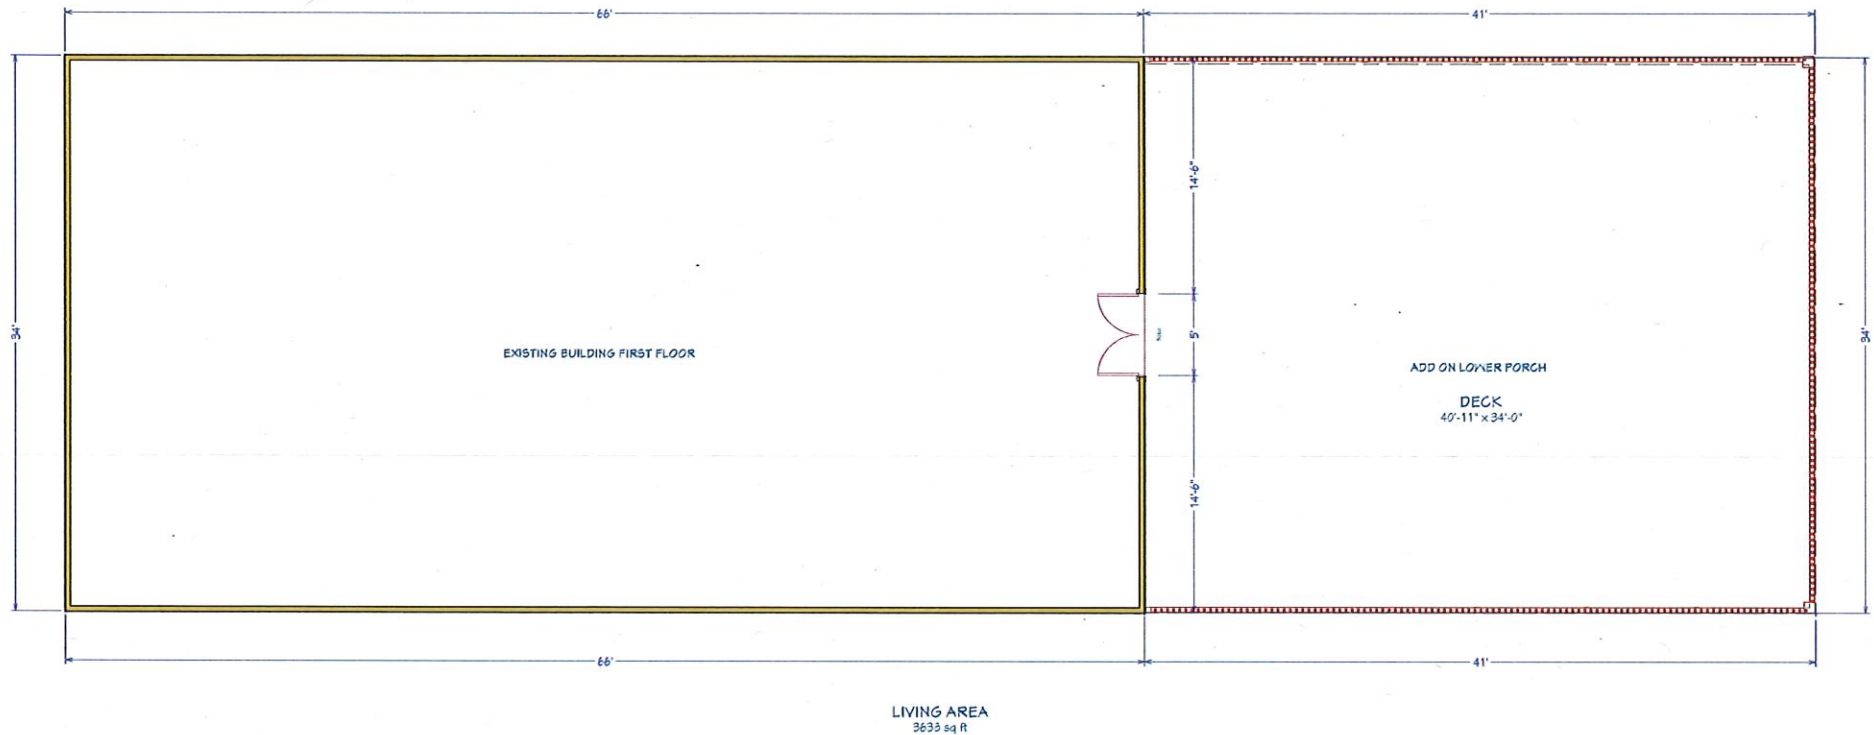 66'
41'
34'
14'-6"
EXISTING BUILDING FIRST FLOOR
5'
34'
ADD ON LOWER PORCH
DECK
40'-11" x 34'-0"
14'-6"
66'
41'
LIVING AREA
3633 sq ft